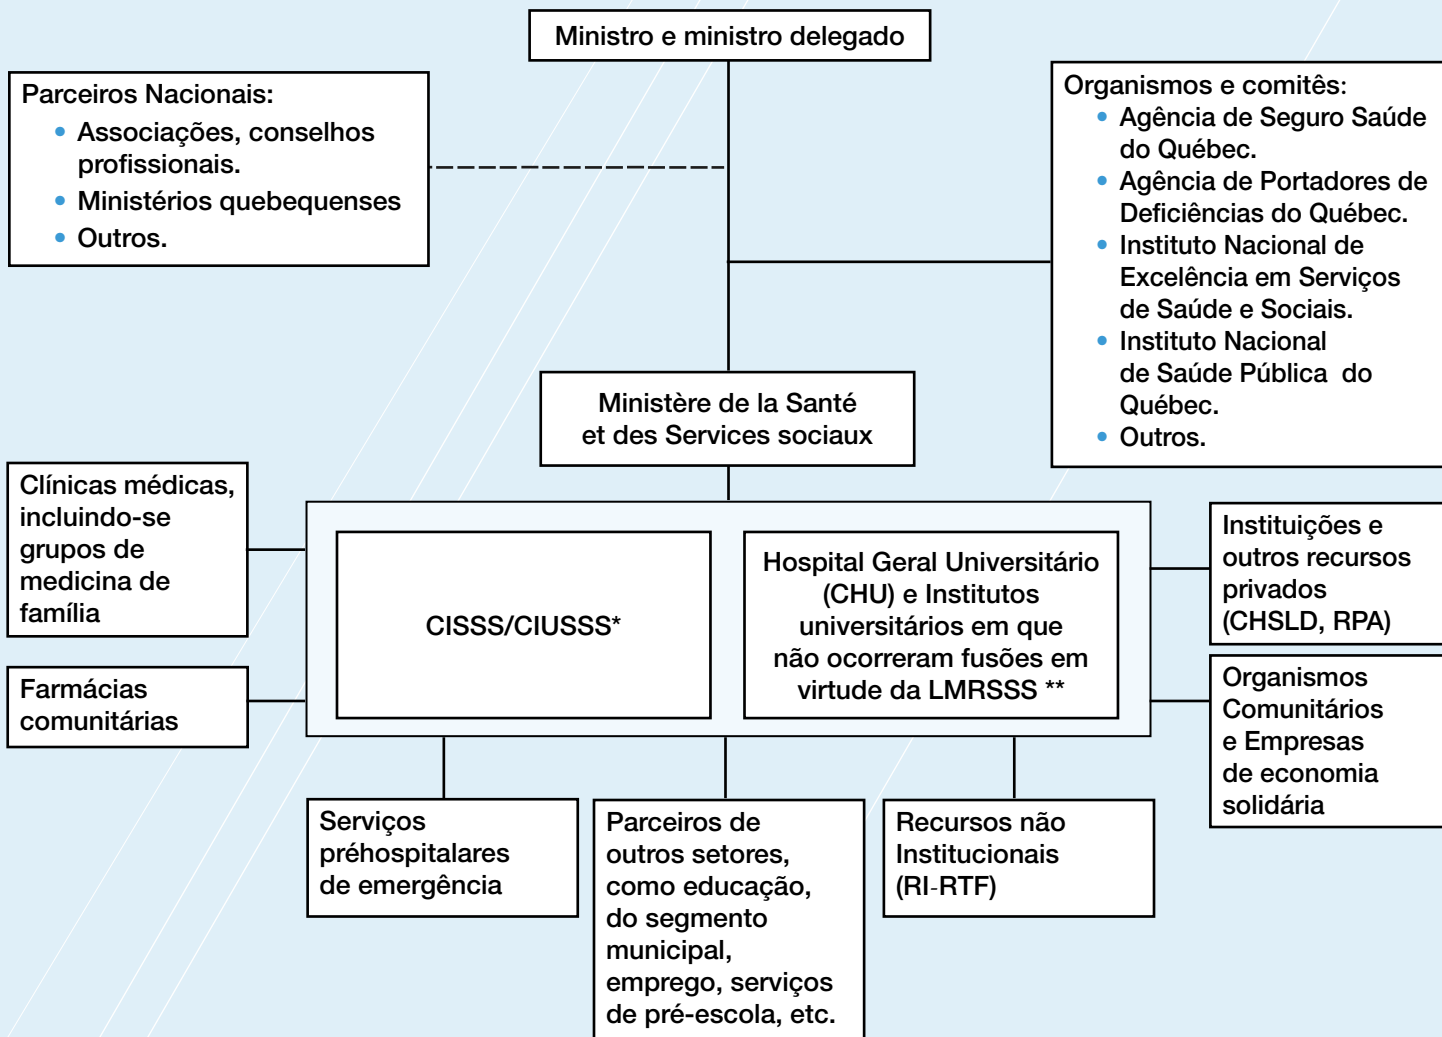 Ministro e ministro delegado
Parceiros Nacionais:
• Associações, conselhos
profissionais.
• Ministérios quebequenses
• Outros.
Organismos e comitês:
• Agência de Seguro Saúde
do Québec.
• Agência de Portadores de
Deficiências do Québec.
• Instituto Nacional de
Excelência em Serviços
de Saúde e Sociais.
• Instituto Nacional
de Saúde Pública do
Québec.
• Outros.
Ministère de la Santé
et des Services sociaux
Clínicas médicas,
incluindo-se
grupos de
medicina de
família
Farmácias
comunitárias
CISSS/CIUSSS*
Hospital Geral Universitário
(CHU) e Institutos
universitários em que
não ocorreram fusões em
virtude da LMRSSS **
Instituições e
outros recursos
privados
(CHSLD, RPA)
Organismos
Comunitários
e Empresas
de economia
solidária
Serviços
préhospitalares
de emergência
Parceiros de
outros setores,
como educação,
do segmento
municipal,
emprego, serviços
de pré-escola, etc.
Recursos não
Institucionais
(RI-RTF)